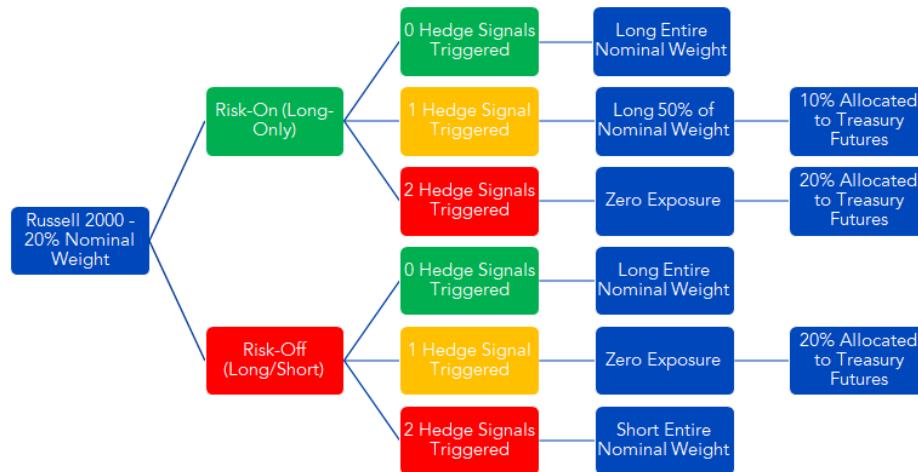 0 Hedge Signals
Triggered
Long Entire
Nominal Weight
Risk-On (Long-
Only)
1 Hedge Signal
Triggered
Long 50% of
Nominal Weight
10% Allocated
to Treasury
Futures
2 Hedge Signals
Triggered
Zero Exposure
20% Allocated
to Treasury
Futures
Russell 2000 -
20% Nominal
Weight
0 Hedge Signals
Triggered
Long Entire
Nominal Weight
Risk-Off
(Long/Short)
1 Hedge Signal
Triggered
Zero Exposure
20% Allocated
to Treasury
Futures
2 Hedge Signals
Triggered
Short Entire
Nominal Weight